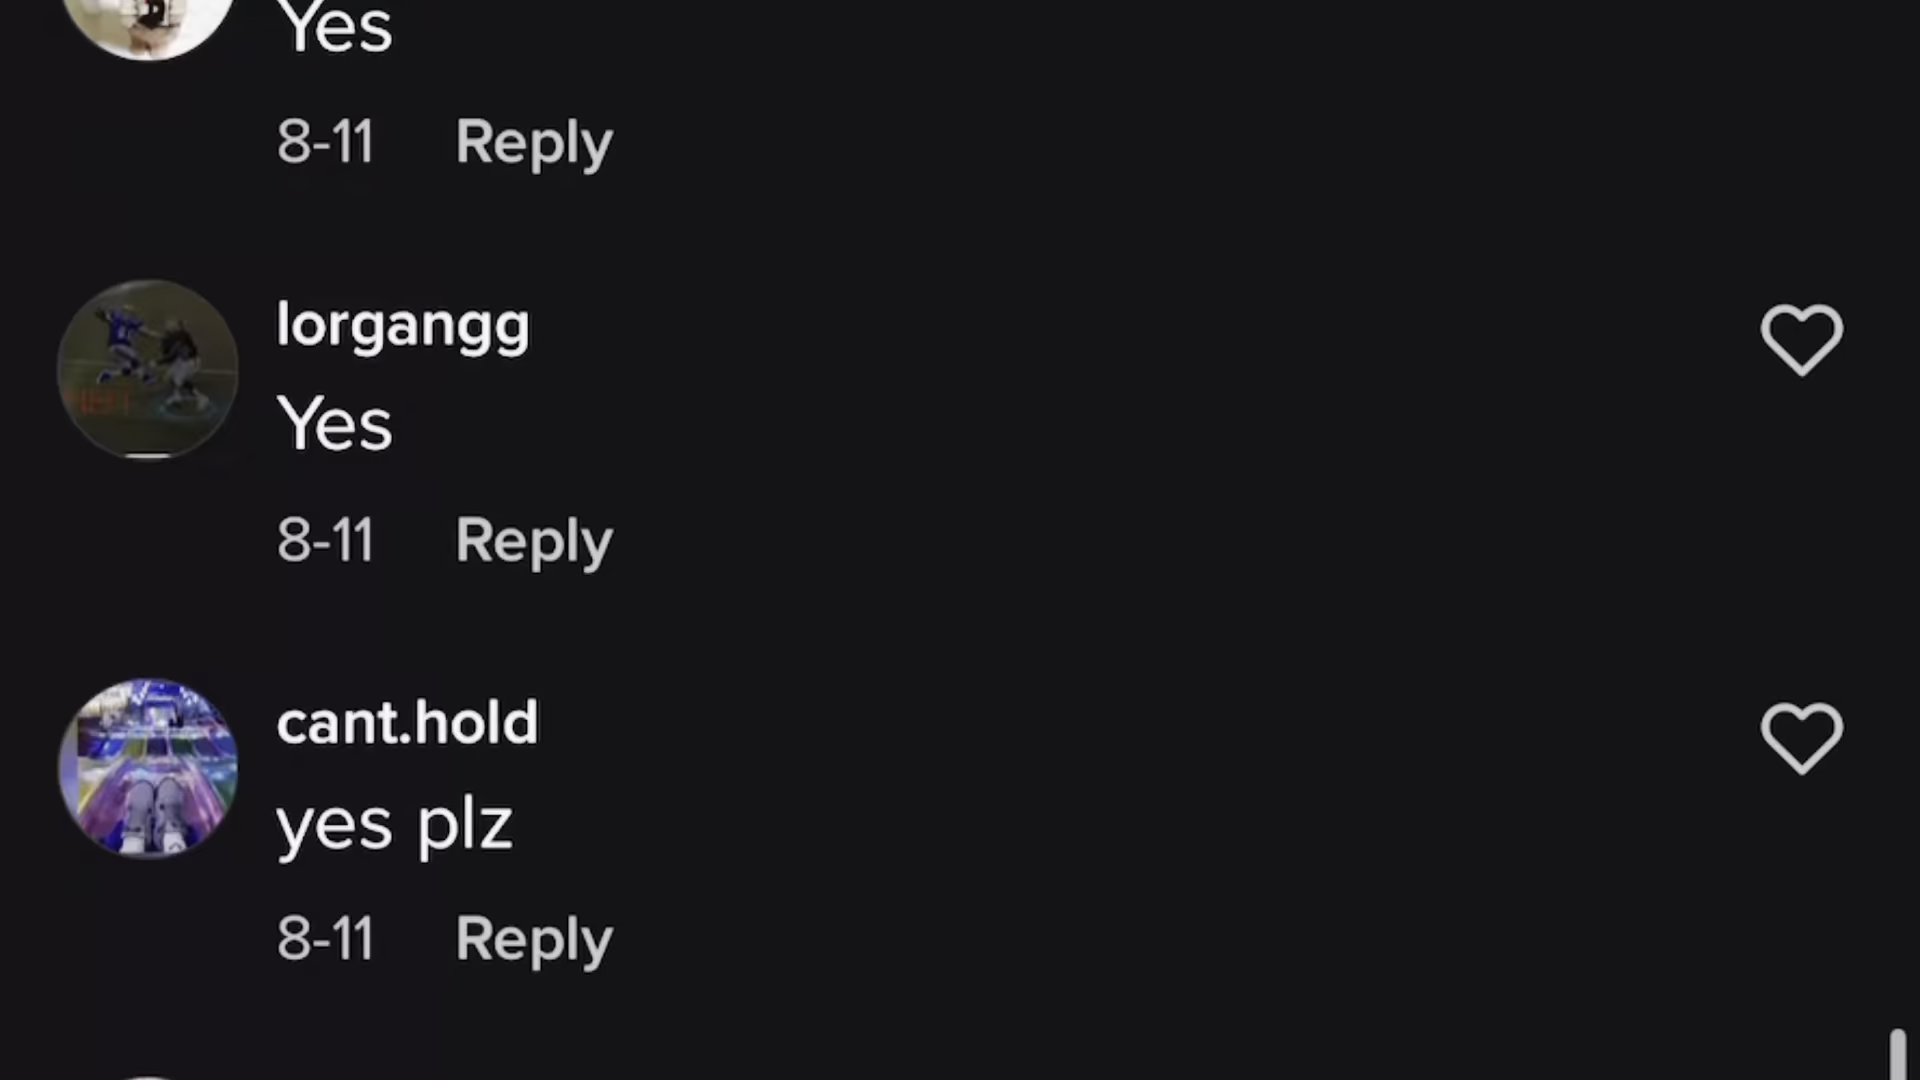 Yes
8-11 Reply
lorgangg
Yes
8-11 Reply
cant.hold
yes plz
8-11 Reply